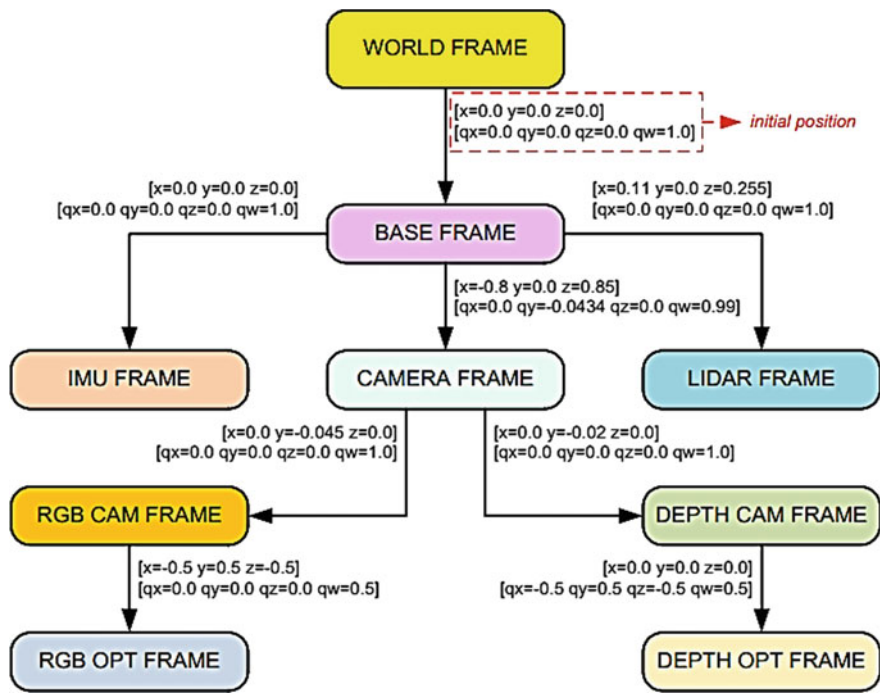 WORLD FRAME
[x=0.0 y=0.0 z=0.0]
[qx=0.0 qy=0.0 qz=0.0 qw=1.0]
initial position
[x=0.0 y=0.0 z=0.0]
[qx=0.0 qy=0.0 qz=0.0 qw=1.0]
[x=0.11 y=0.0 z=0.255]
[qx=0.0 qy=0.0 qz=0.0 qw=1.0]
BASE FRAME
[x=-0.8 y=0.0 z=0.85]
[qx=0.0 qy=-0.0434 qz=0.0 qw=0.99]
IMU FRAME
CAMERA FRAME
LIDAR FRAME
[x=0.0 y=-0.045 z=0.0]
[qx=0.0 qy=0.0 qz=0.0 qw=1.0]
[x=0.0 y=-0.02 z=0.0]
[qx=0.0 qy=0.0 qz=0.0 qw=1.0]
RGB CAM FRAME
DEPTH CAM FRAME
[x=-0.5 y=0.5 z=-0.5]
[qx=0.0 qy=0.0 qz=0.0 qw=0.5]
[x=0.0 y=0.0 z=0.0]
[qx=-0.5 qy=0.5 qz=-0.5 qw=0.5]
RGB OPT FRAME
DEPTH OPT FRAME